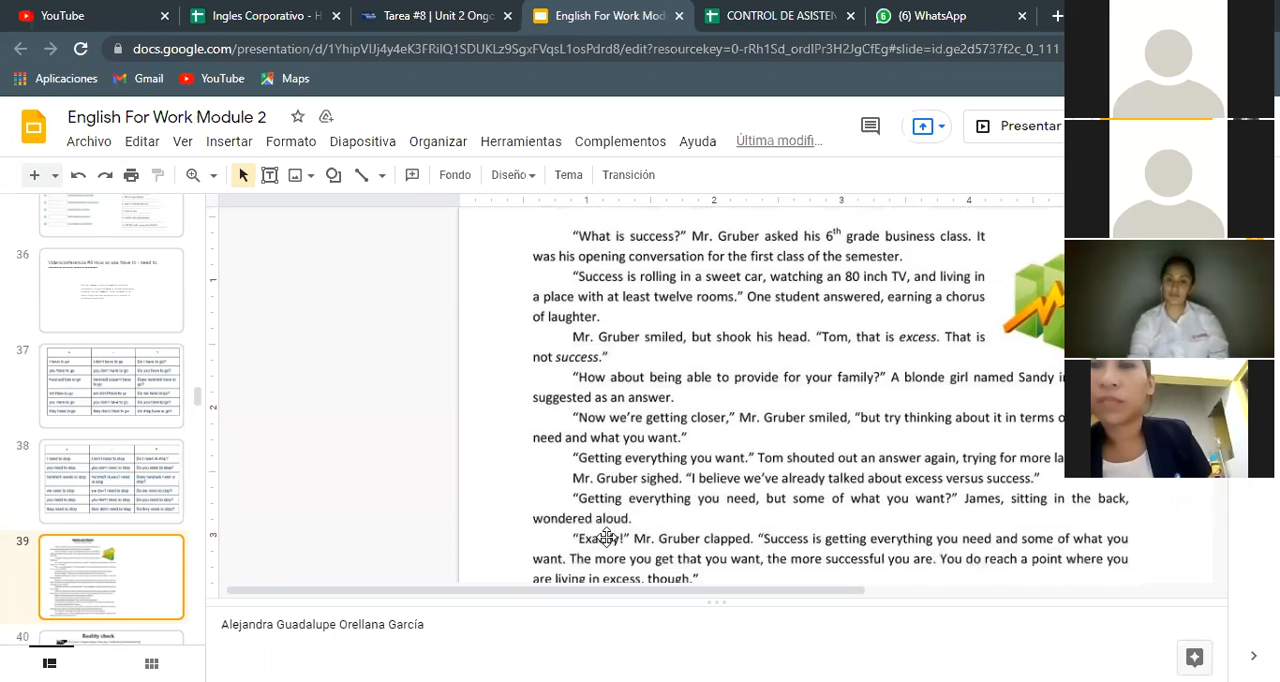 YouTube
Ingles Corporativo - H
Tarea #8 | Unit 2 Ongo
English For Work Mod
CONTROL DE ASISTEN
(6) WhatsApp
docs.google.com/presentation/d/1YhipVlJj4y4eK3FRilQ1SDUKLz9SgxFVqsL1osPdrd8/edit?resourcekey=0-rRh1Sd_ordIPr3H2JgCfEg#slide=id.ge2d5737f2c_0_111
Aplicaciones
Gmail
YouTube
Maps
English For Work Module 2
Archivo Editar Ver Insertar Formato Diapositiva Organizar Herramientas Complementos Ayuda Última modifi...
Presentar
Fondo Diseño Tema Transición
1 2 3 4
36
37
38
39
40
Reality check
1
2
3
“What is success?” Mr. Gruber asked his 6th grade business class. It
was his opening conversation for the first class of the semester.
“Success is rolling in a sweet car, watching an 80 inch TV, and living in
a place with at least twelve rooms.” One student answered, earning a chorus
of laughter.
Mr. Gruber smiled, but shook his head. “Tom, that is excess. That is
not success.”
“How about being able to provide for your family?” A blonde girl named Sandy i
suggested as an answer.
“Now we’re getting closer,” Mr. Gruber smiled, “but try thinking about it in terms o
need and what you want.”
“Getting everything you want.” Tom shouted out an answer again, trying for more la
Mr. Gruber sighed. “I believe we’ve already talked about excess versus success.”
“Getting everything you need, but some of what you want?” James, sitting in the back,
wondered aloud.
“Exactly!” Mr. Gruber clapped. “Success is getting everything you need and some of what you
want. The more you get that you want, the more successful you are. You do reach a point where you
are living in excess, though.”
Alejandra Guadalupe Orellana García